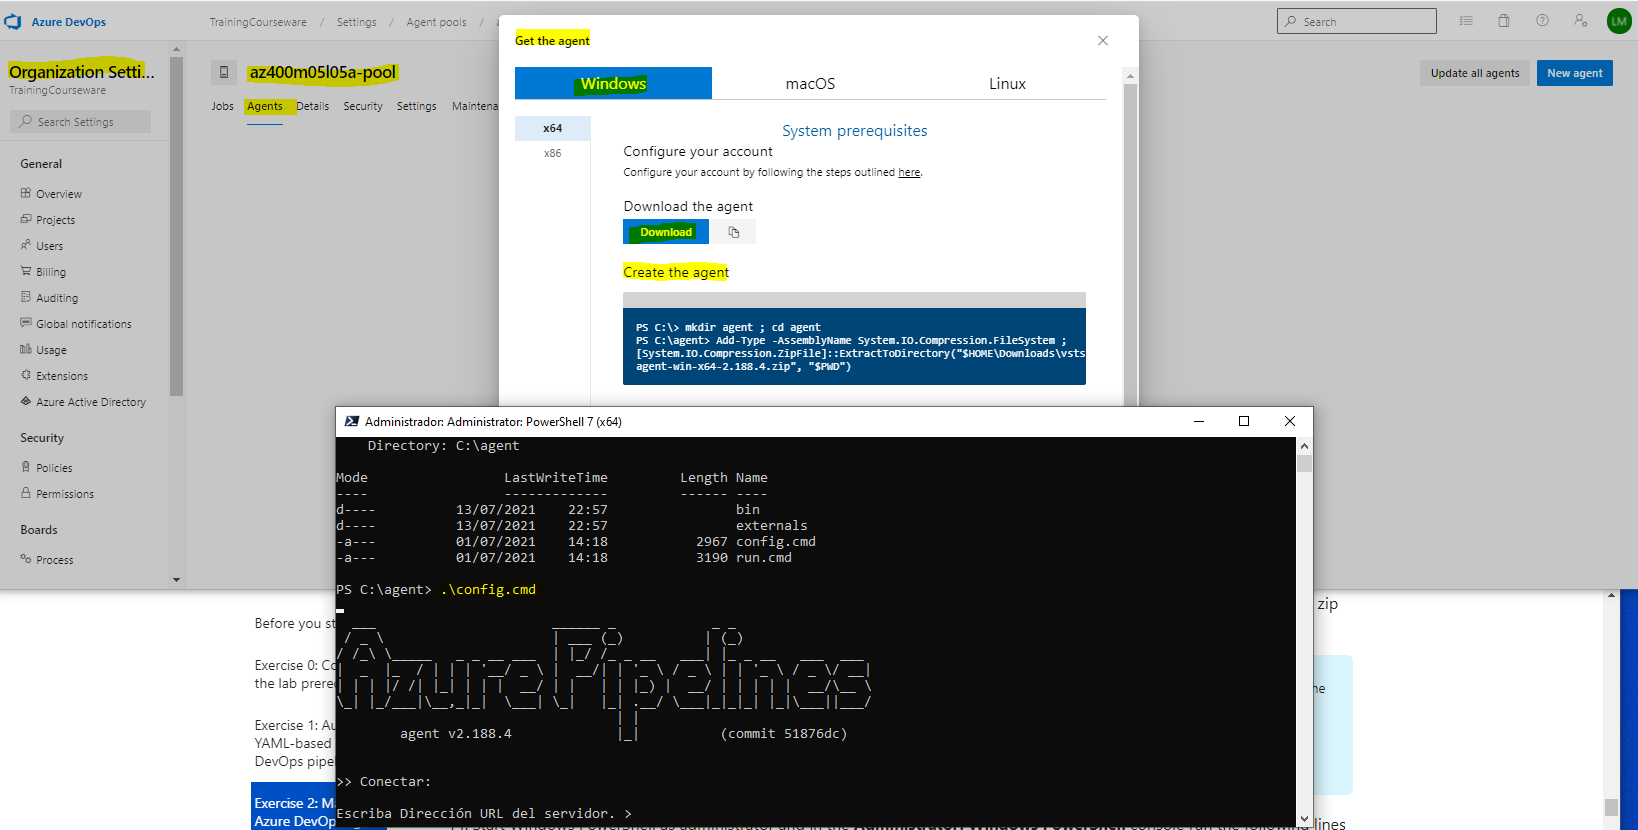 Azure DevOps
TrainingCourseware / Settings / Agent pools /
Search
LM
Organization Setti...
TrainingCourseware
Search Settings
General
Overview
Projects
Users
Billing
Auditing
Global notifications
Usage
Extensions
Azure Active Directory
Security
Policies
Permissions
Boards
Process
az400m05l05a-pool
Jobs Agents Details Security Settings Maintena
Update all agents New agent
Get the agent
Windows macOS Linux
x64
x86
System prerequisites
Configure your account
Configure your account by following the steps outlined here.
Download the agent
Download
Create the agent
PS C:\> mkdir agent ; cd agent
PS C:\agent> Add-Type -AssemblyName System.IO.Compression.FileSystem ;
[System.IO.Compression.ZipFile]::ExtractToDirectory("$HOME\Downloads\vsts
agent-win-x64-2.188.4.zip", "$PWD")
Administrador: Administrator: PowerShell 7 (x64)
Directory: C:\agent
Mode LastWriteTime Length Name
---- ------------- ------ ----
d---- 13/07/2021 22:57 bin
d---- 13/07/2021 22:57 externals
-a--- 01/07/2021 14:18 2967 config.cmd
-a--- 01/07/2021 14:18 3190 run.cmd
PS C:\agent> .\config.cmd
Azure Pipelines
agent v2.188.4 (commit 51876dc)
>> Conectar:
Escriba Dirección URL del servidor. >
Before you st
Exercise 0: Co
the lab prere
Exercise 1: Au
YAML-based
DevOps pipe
Exercise 2: M
Azure DevOp
zip
ne
lines